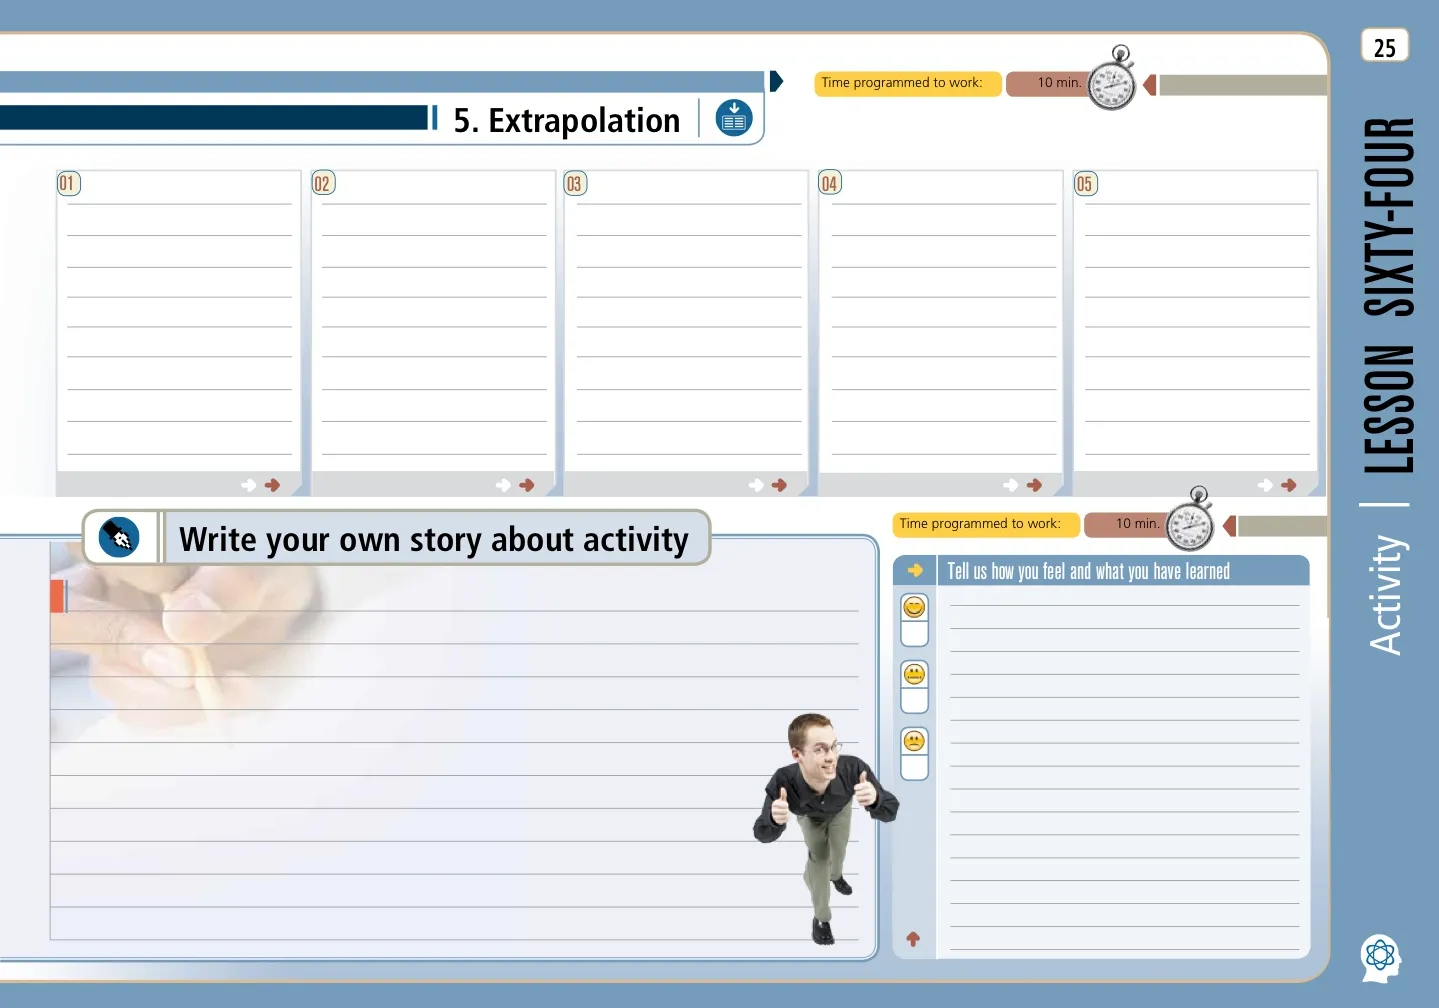 25
Time programmed to work:
10 min.
5. Extrapolation
01
02
03
04
05
LESSON SIXTY-FOUR
Activity
Write your own story about activity
Time programmed to work:
10 min.
Tell us how you feel and what you have learned